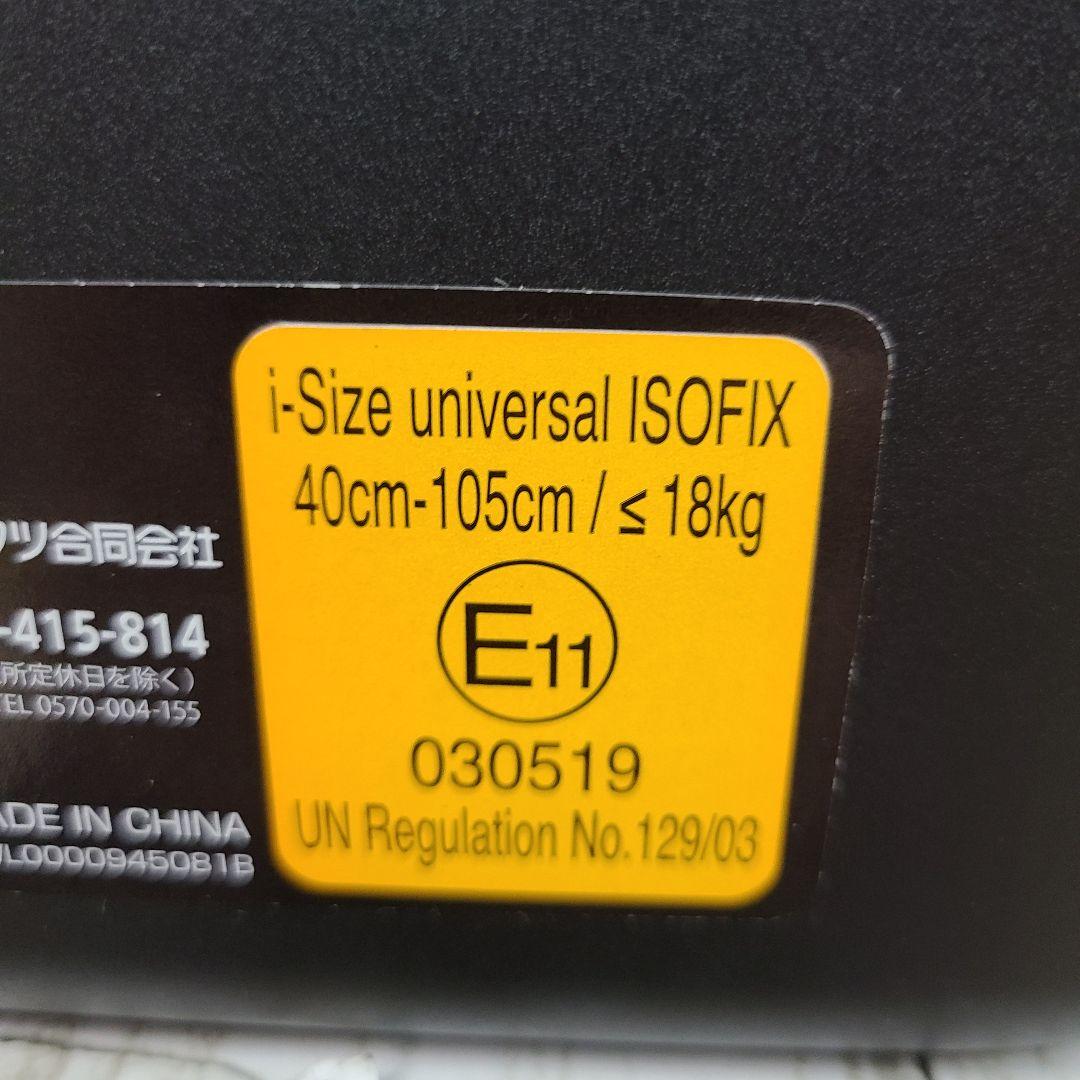 i-Size universal ISOFIX
40cm-105cm / ≤ 18kg
E11
030519
UN Regulation No.129/03
ツ合同会社
-415-814
所定休日を除く)
TEL 0570-004-155
ADE IN CHINA
L00000945081B